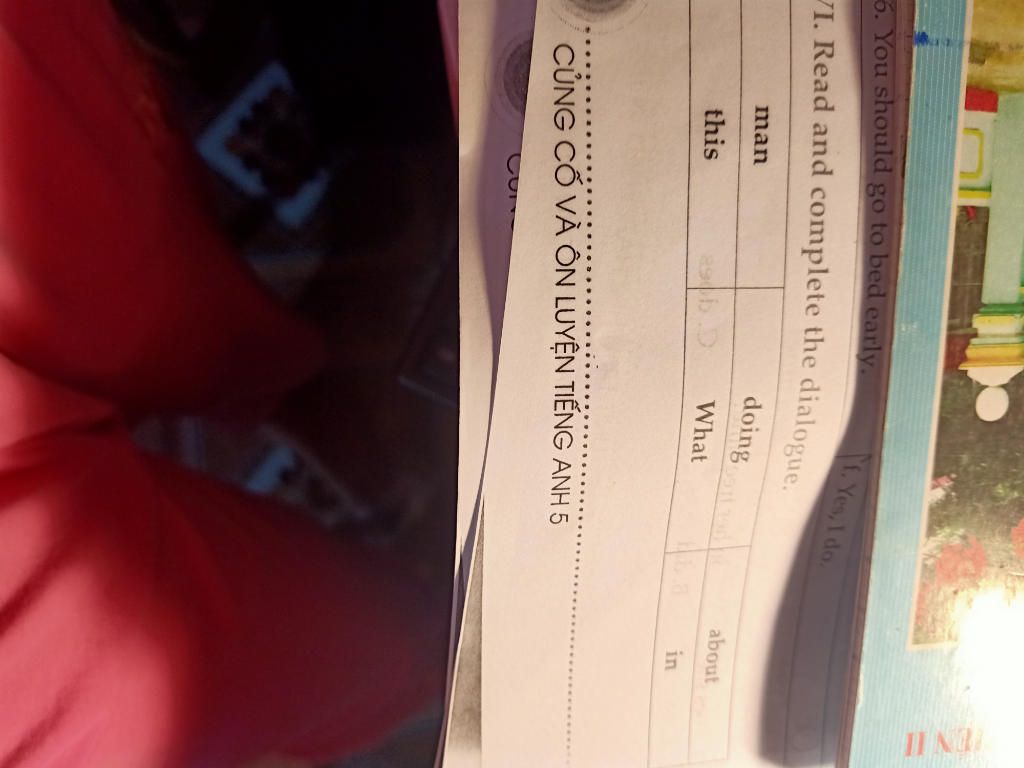 6. You should go to bed early.
f. Yes, I do.
VI. Read and complete the dialogue.
man doing about
this What in
CỦNG CỐ VÀ ÔN LUYỆN TIẾNG ANH 5